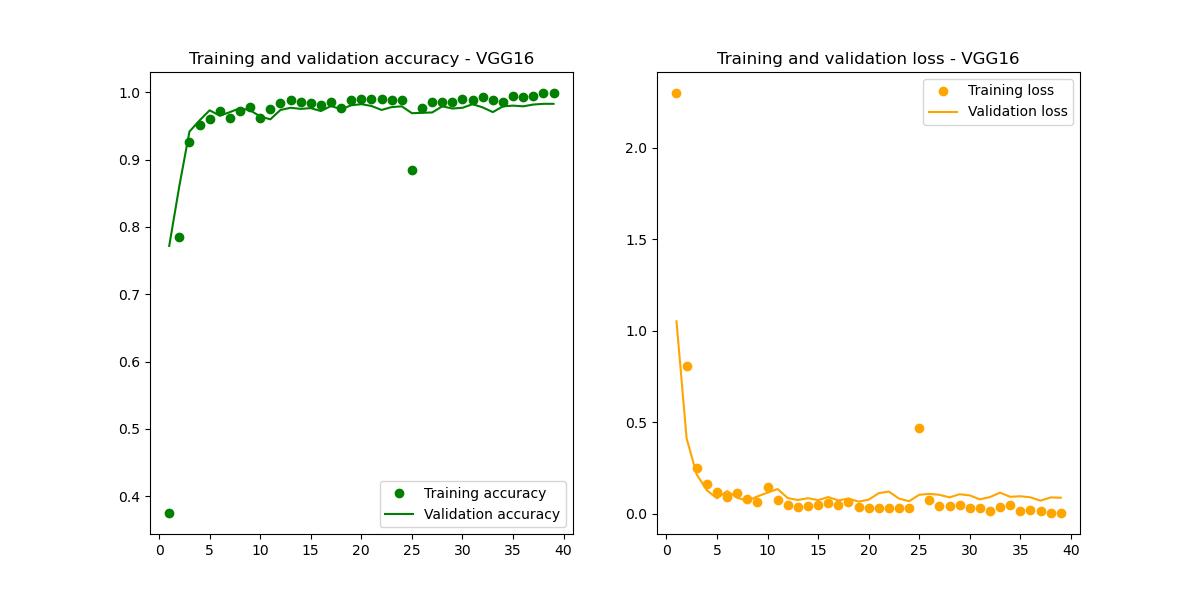 Training and validation accuracy - VGG16
1.0
0.9
0.8
0.7
0.6
0.5
0.4
Training accuracy
Validation accuracy
0 5 10 15 20 25 30 35 40
Training and validation loss - VGG16
Training loss
Validation loss
2.0
1.5
1.0
0.5
0.0
0 5 10 15 20 25 30 35 40